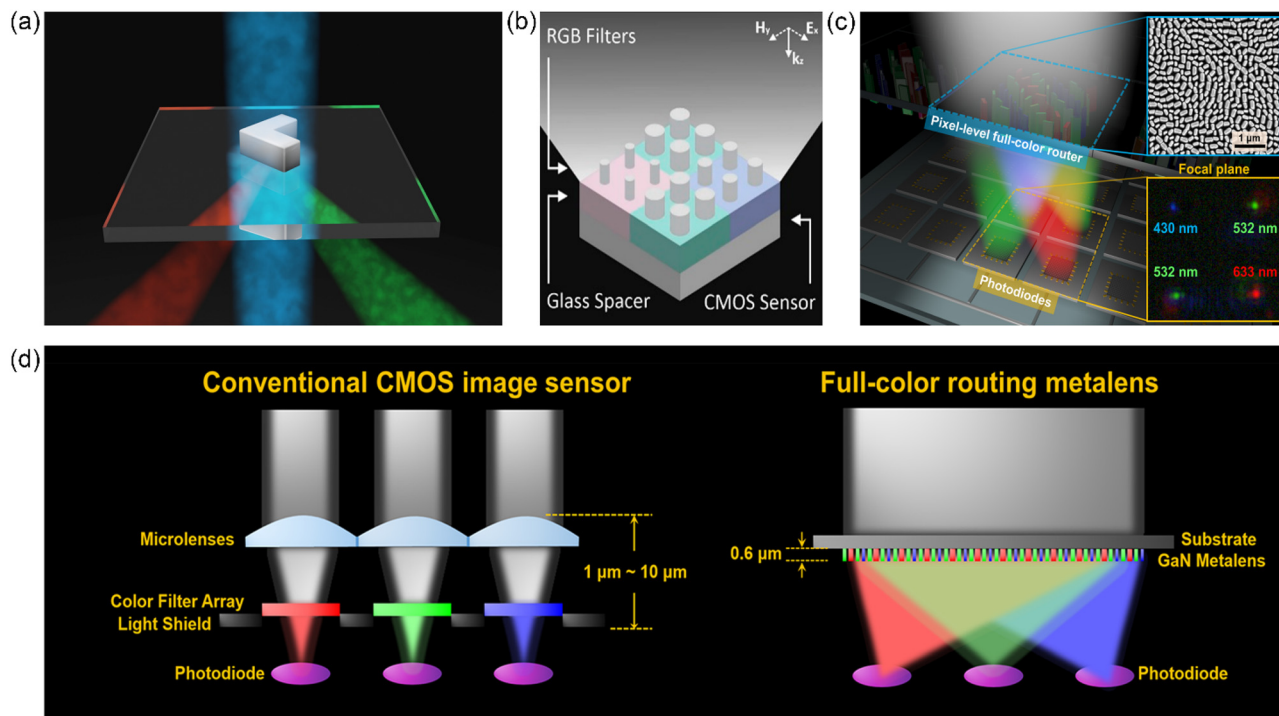 (a)
(b)
RGB Filters
Hy
Ex
kz
Glass Spacer
CMOS Sensor
(c)
1 μm
Pixel-level full-color router
Focal plane
430 nm
532 nm
532 nm
633 nm
Photodiodes
(d)
Conventional CMOS image sensor
Full-color routing metalens
Microlenses
1 μm ~ 10 μm
Color Filter Array
Light Shield
Photodiode
0.6 μm
Substrate
GaN Metalens
Photodiode